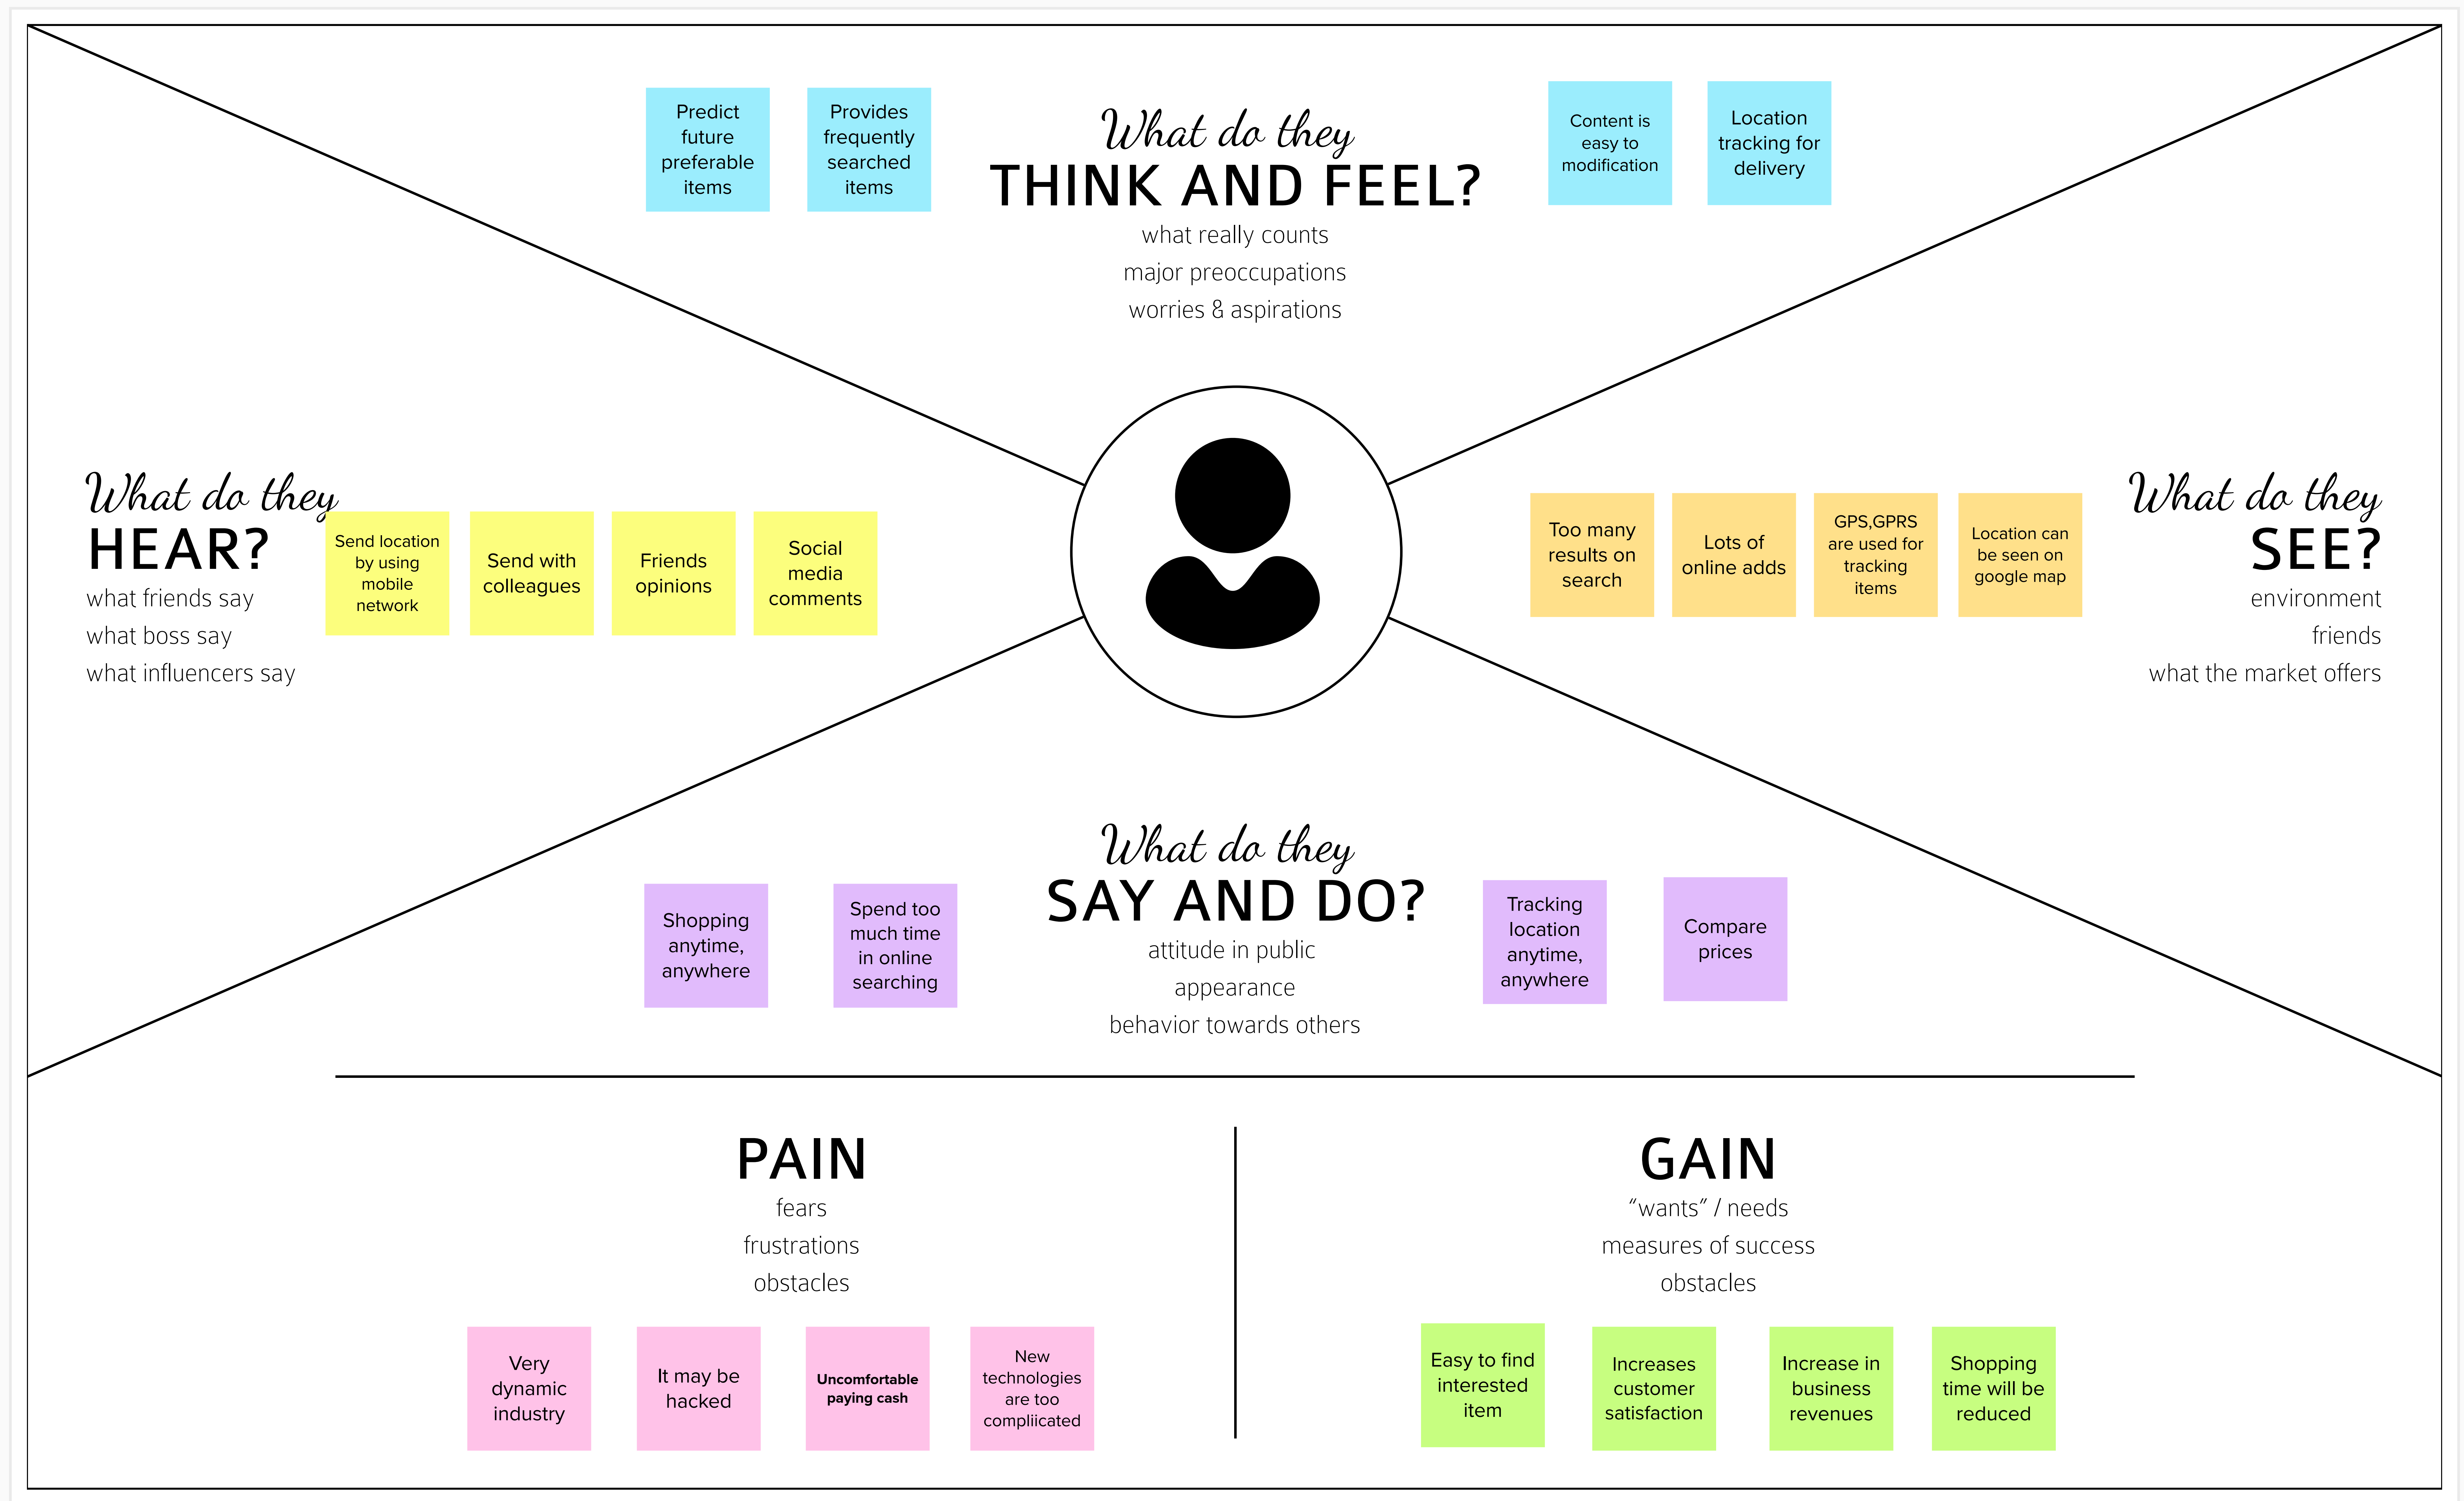 Predict
future
preferable
items
Provides
frequently
searched
items
What do they
THINK AND FEEL?
what really counts
major preoccupations
worries & aspirations
Content is
easy to
modification
Location
tracking for
delivery
What do they
HEAR?
what friends say
what boss say
what influencers say
Send location
by using
mobile
network
Send with
colleagues
Friends
opinions
Social
media
comments
Too many
results on
search
Lots of
online adds
GPS,GPRS
are used for
tracking
items
Location can
be seen on
google map
What do they
SEE?
environment
friends
what the market offers
Shopping
anytime,
anywhere
Spend too
much time
in online
searching
What do they
SAY AND DO?
attitude in public
appearance
behavior towards others
Tracking
location
anytime,
anywhere
Compare
prices
PAIN
fears
frustrations
obstacles
Very
dynamic
industry
It may be
hacked
Uncomfortable
paying cash
New
technologies
are too
compliicated
GAIN
“wants” / needs
measures of success
obstacles
Easy to find
interested
item
Increases
customer
satisfaction
Increase in
business
revenues
Shopping
time will be
reduced